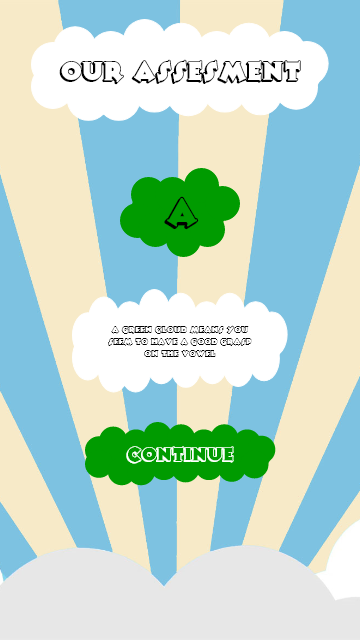 OUR ASSESMENT
A
A GREEN CLOUD MEANS YOU
SEEM TO HAVE A GOOD GRASP
ON THE VOWEL
CONTINUE